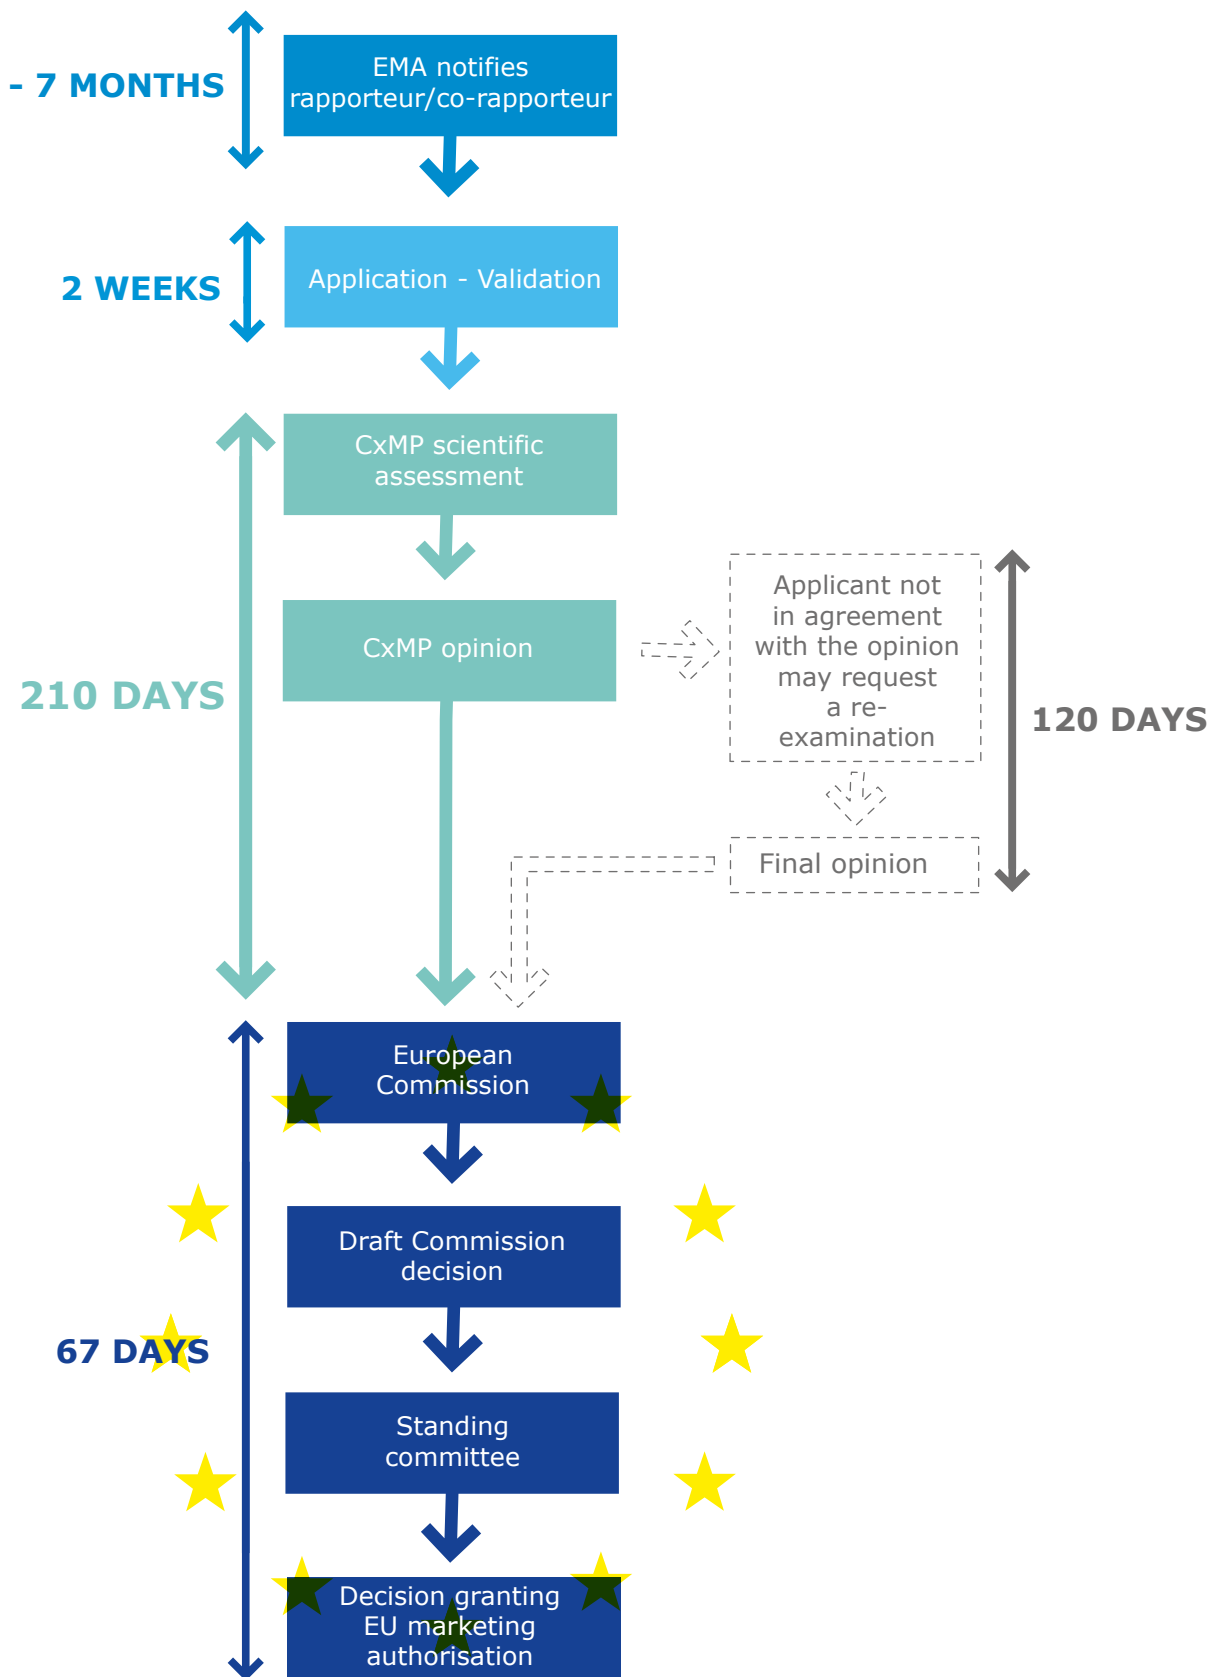 - 7 MONTHS
EMA notifies
rapporteur/co-rapporteur
2 WEEKS
Application - Validation
210 DAYS
CxMP scientific
assessment
CxMP opinion
Applicant not
in agreement
with the opinion
may request
a re-
examination
120 DAYS
Final opinion
67 DAYS
European
Commission
Draft Commission
decision
Standing
committee
Decision granting
EU marketing
authorisation